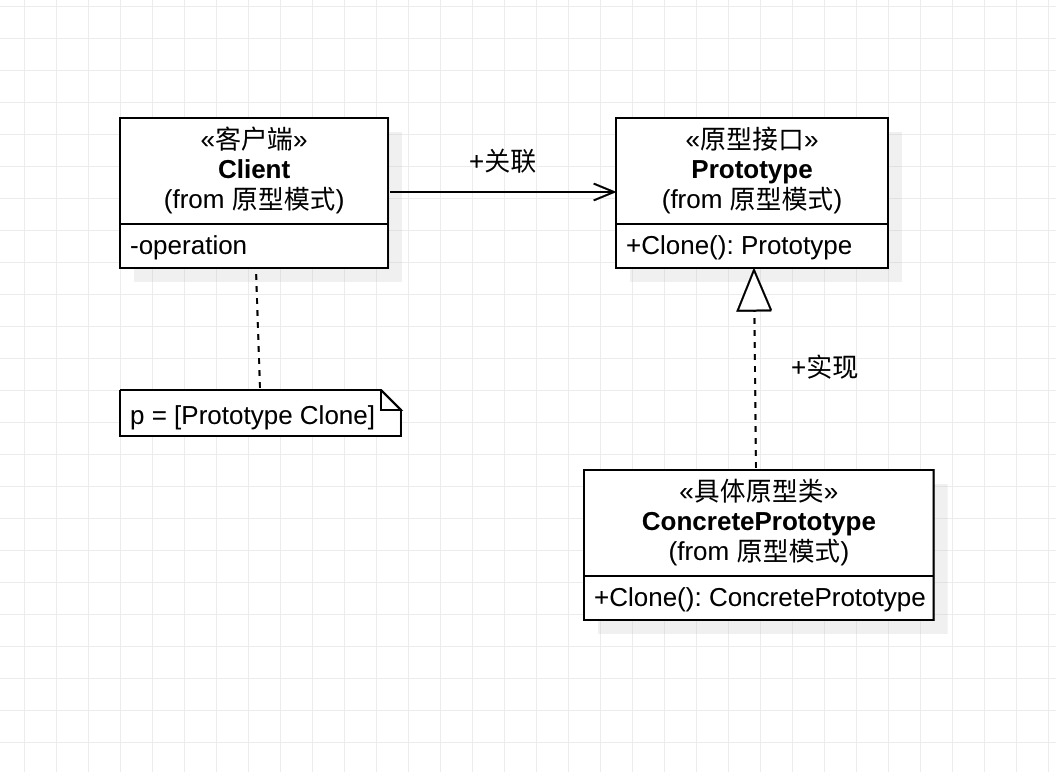 «客户端»
Client
(from 原型模式)
-operation
+关联
«原型接口»
Prototype
(from 原型模式)
+Clone(): Prototype
p = [Prototype Clone]
+实现
«具体原型类»
ConcretePrototype
(from 原型模式)
+Clone(): ConcretePrototype